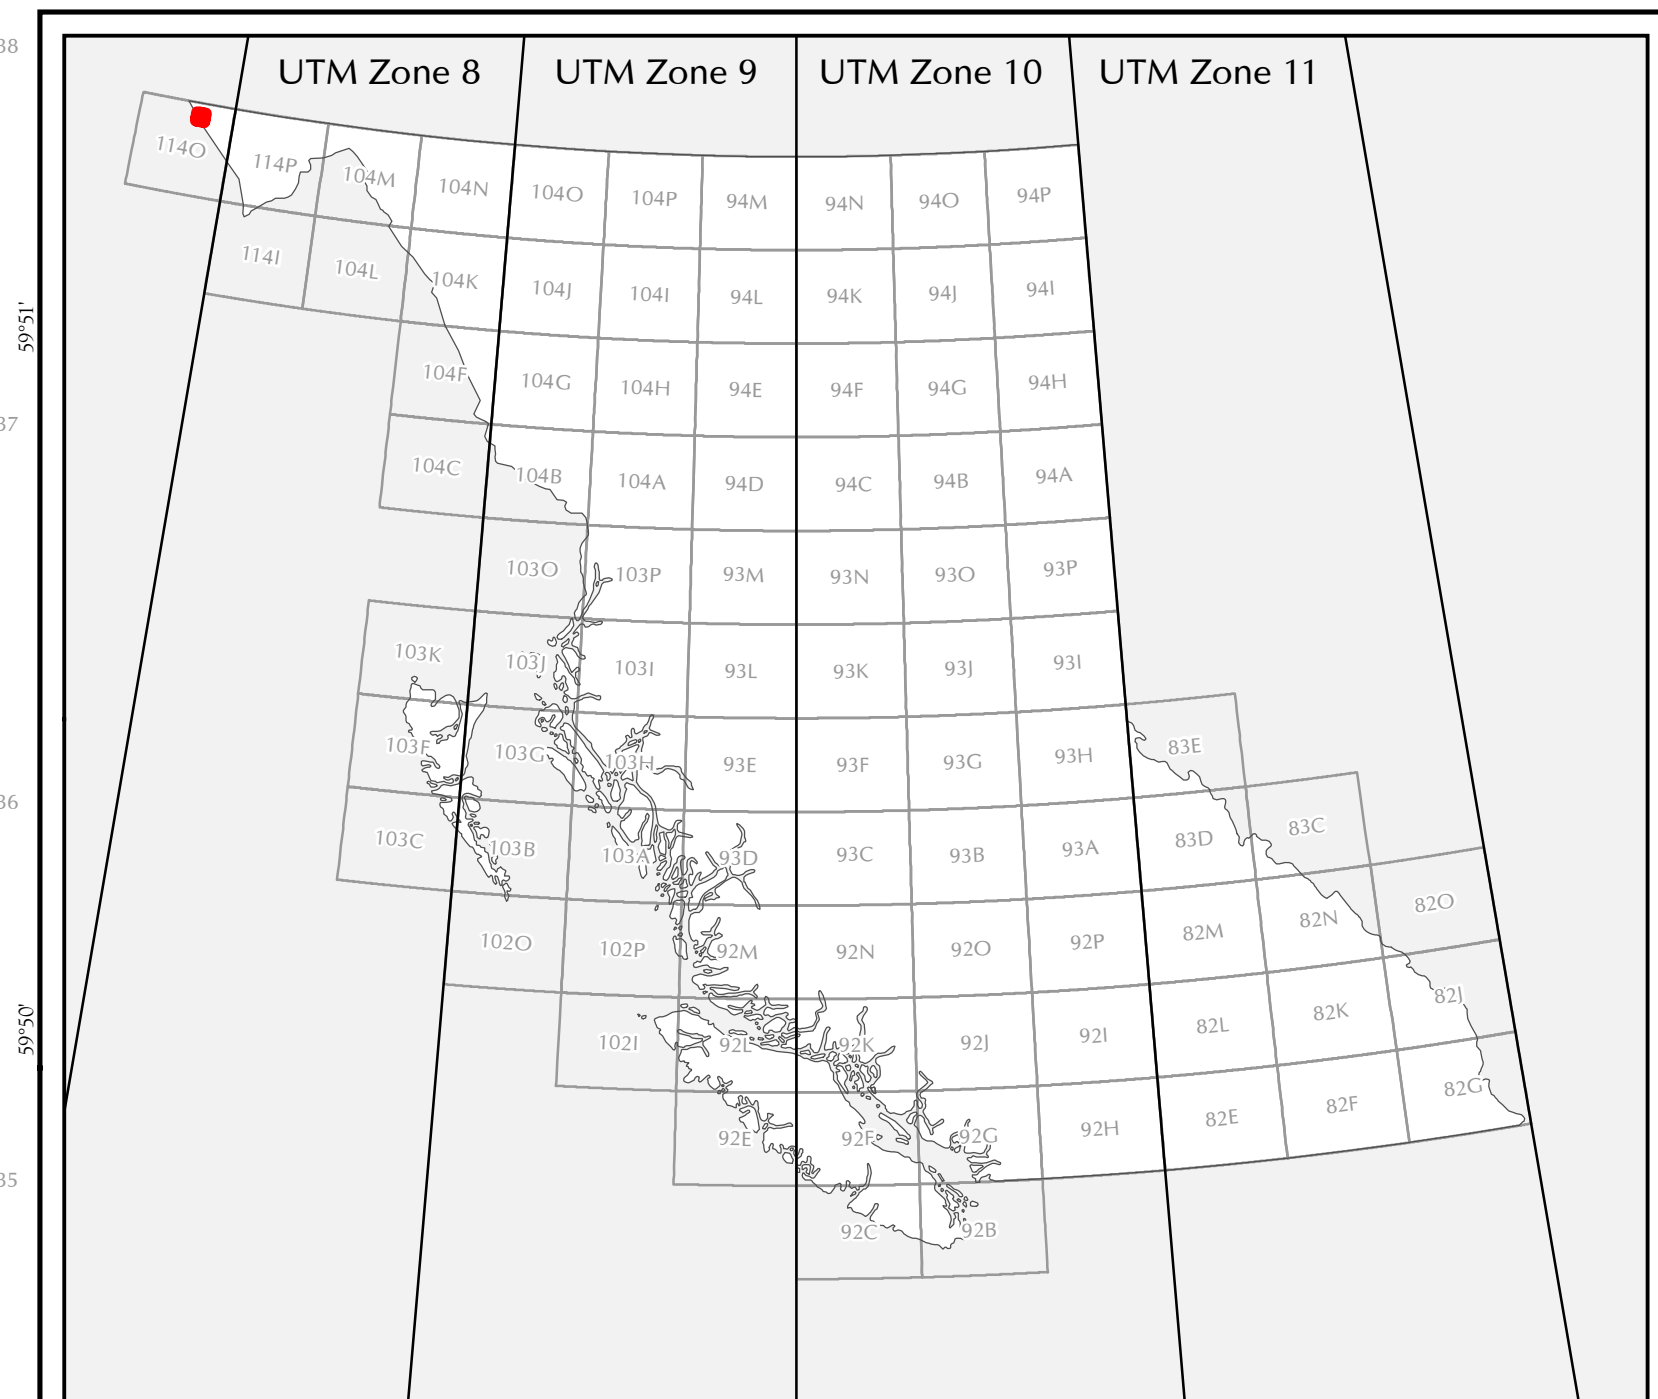 38
UTM Zone 8 UTM Zone 9 UTM Zone 10 UTM Zone 11
114O 114P 104M 104N 104O 104P 94M 94N 94O 94P
114I 104L 104K 104J 104I 94L 94K 94J 94I
59°51'
104F 104G 104H 94E 94F 94G 94H
37
104C 104B 104A 94D 94C 94B 94A
103O 103P 93M 93N 93O 93P
103K 103J 103I 93L 93K 93J 93I
103F 103G 103H 93E 93F 93G 93H 83E
36
103C 103B 103A 93D 93C 93B 93A 83D 83C
102O 102P 92M 92N 92O 92P 82M 82N 82O
59°50'
102I 92L 92K 92J 92I 82L 82K 82J
92E 92F 92G 92H 82E 82F 82G
35
92C 92B